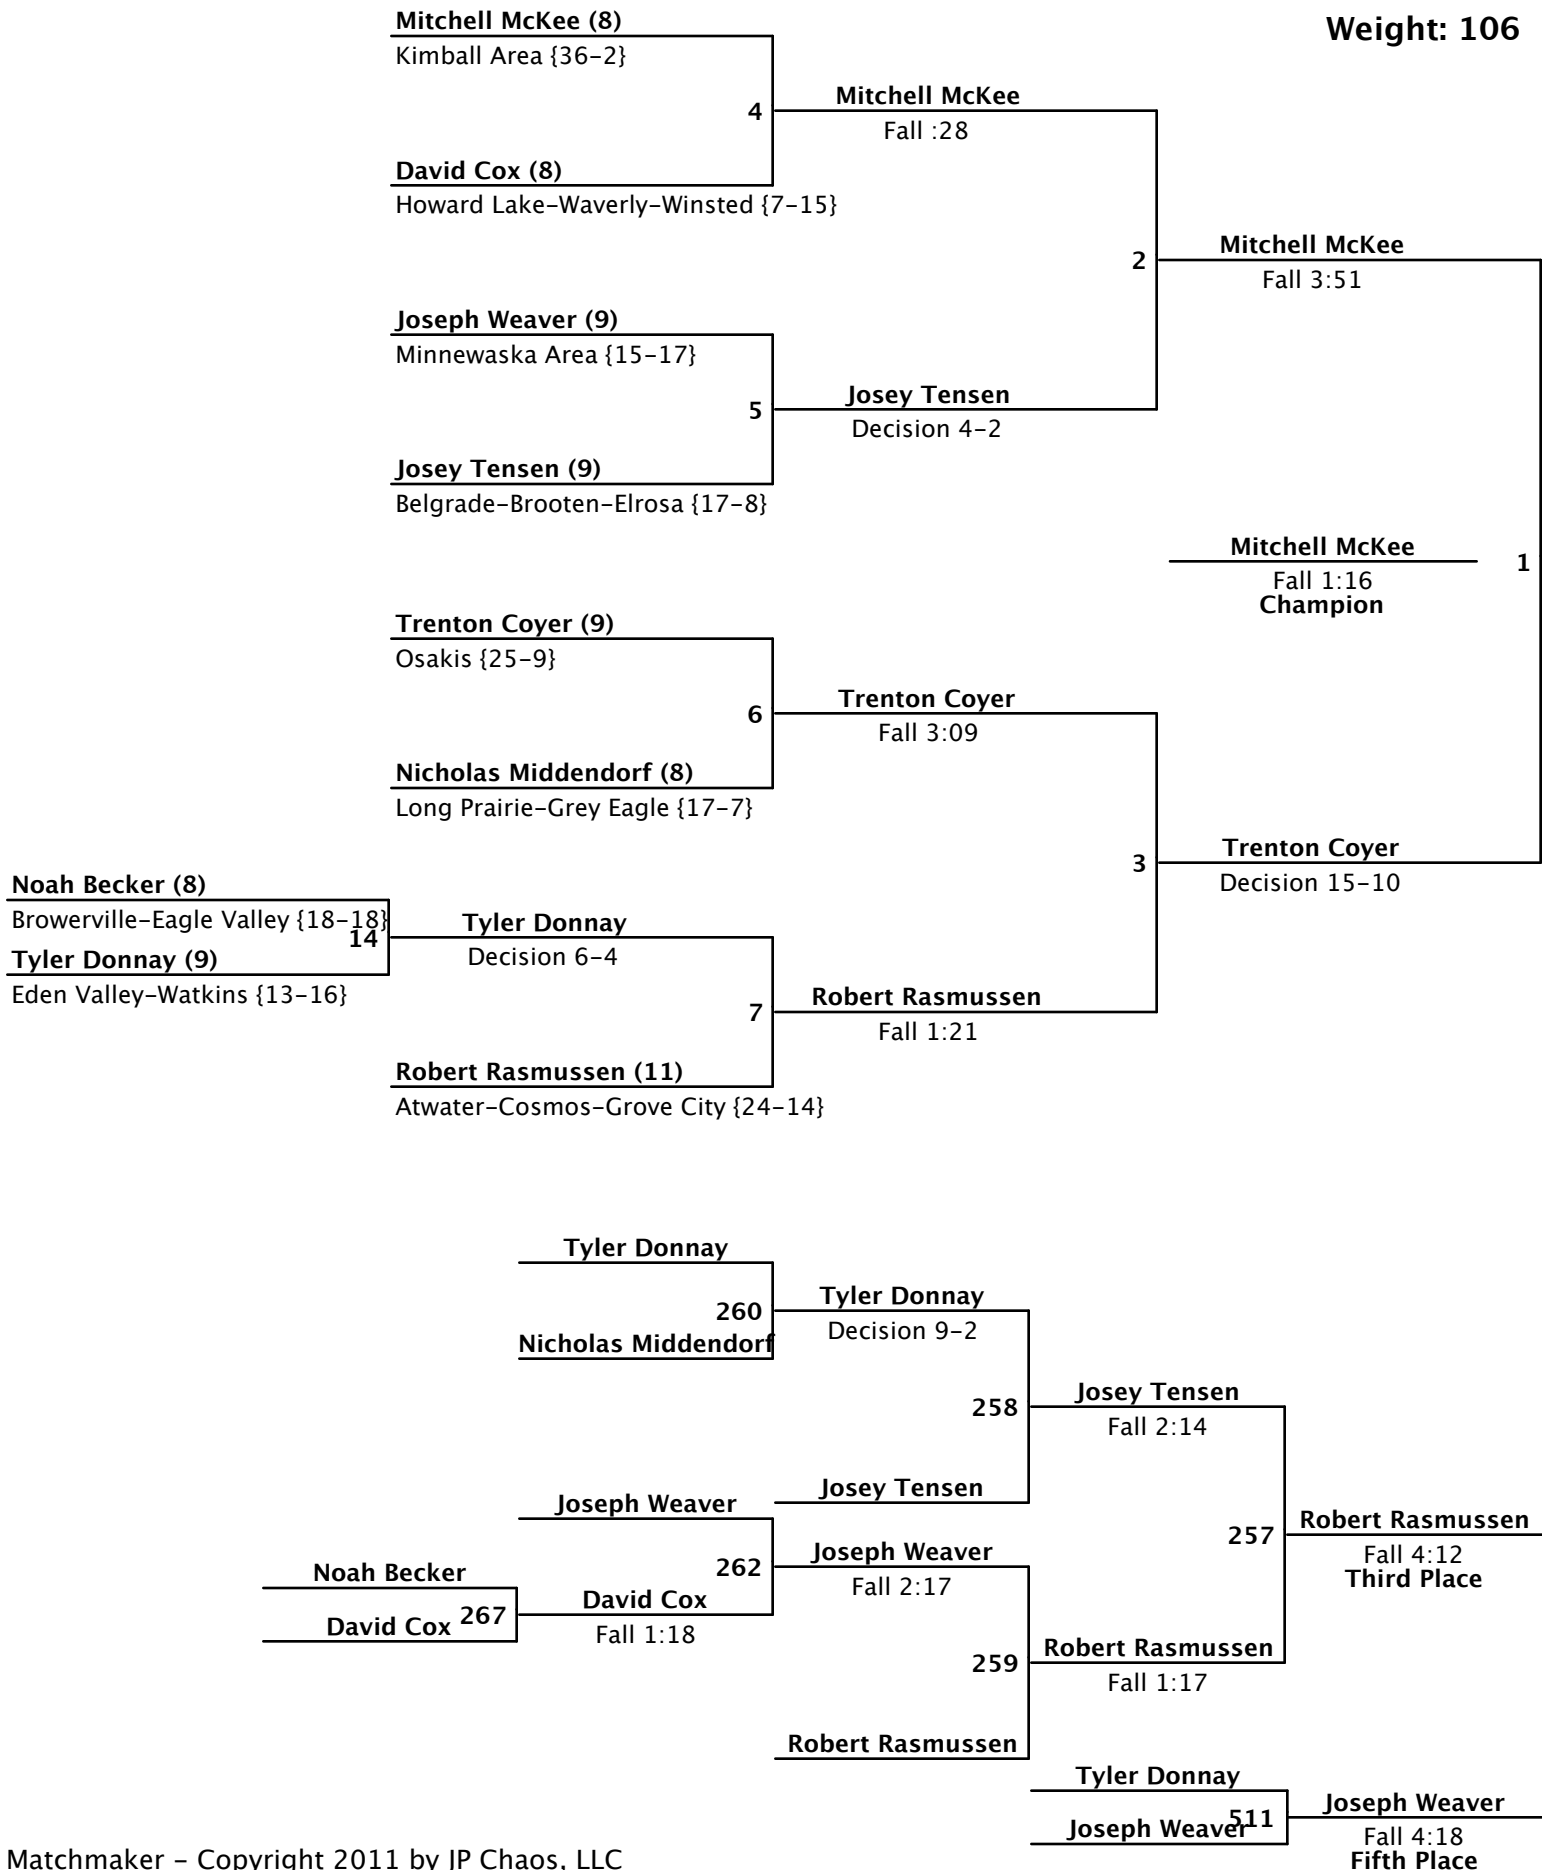 Weight: 106
Mitchell McKee (8)
Kimball Area {36-2}
4
Mitchell McKee
Fall :28
David Cox (8)
Howard Lake-Waverly-Winsted {7-15}
2
Mitchell McKee
Fall 3:51
Joseph Weaver (9)
Minnewaska Area {15-17}
5
Josey Tensen
Decision 4-2
Josey Tensen (9)
Belgrade-Brooten-Elrosa {17-8}
Mitchell McKee
Fall 1:16
Champion
1
Trenton Coyer (9)
Osakis {25-9}
6
Trenton Coyer
Fall 3:09
Nicholas Middendorf (8)
Long Prairie-Grey Eagle {17-7}
3
Trenton Coyer
Decision 15-10
Noah Becker (8)
Browerville-Eagle Valley {18-18}
14
Tyler Donnay
Decision 6-4
Tyler Donnay (9)
Eden Valley-Watkins {13-16}
7
Robert Rasmussen
Fall 1:21
Robert Rasmussen (11)
Atwater-Cosmos-Grove City {24-14}
Tyler Donnay
260
Tyler Donnay
Decision 9-2
Nicholas Middendorf
258
Josey Tensen
Fall 2:14
Josey Tensen
Joseph Weaver
257
Robert Rasmussen
Fall 4:12
Third Place
262
Joseph Weaver
Fall 2:17
Noah Becker
267
David Cox
Fall 1:18
David Cox
259
Robert Rasmussen
Fall 1:17
Robert Rasmussen
Tyler Donnay
511
Joseph Weaver
Fall 4:18
Fifth Place
Joseph Weaver
Matchmaker - Copyright 2011 by JP Chaos, LLC